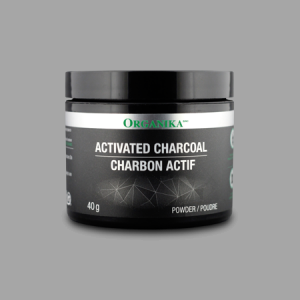 ORGANIKA
ACTIVATED CHARCOAL
CHARBON ACTIF
40 g
POWDER / POUDRE